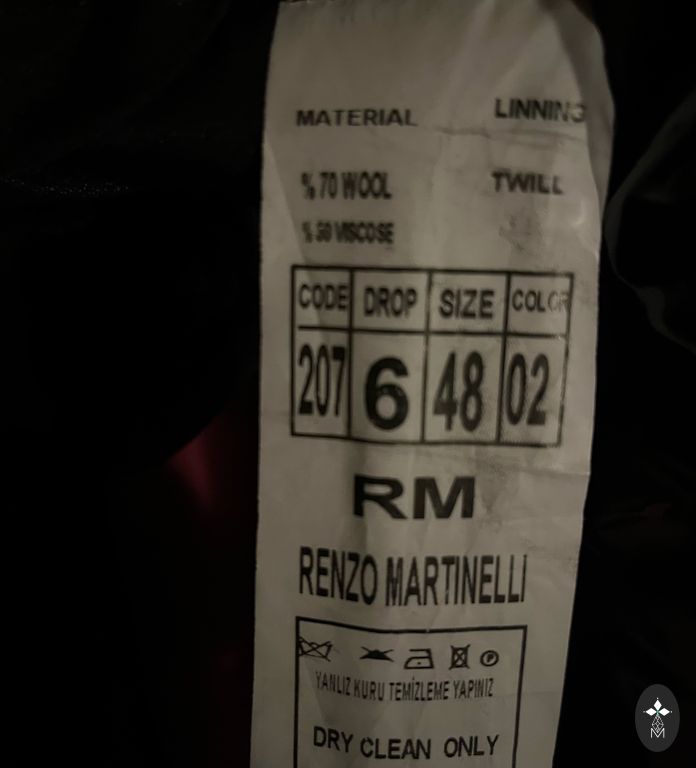 MATERIAL LINNING
% 70 WOOL TWILL
% 30 VISCOSE
CODE DROP SIZE COLOR
207 6 48 02
RM
RENZO MARTINELLI
P
YANLIZ KURU TEMİZLEME YAPINIZ
DRY CLEAN ONLY
M